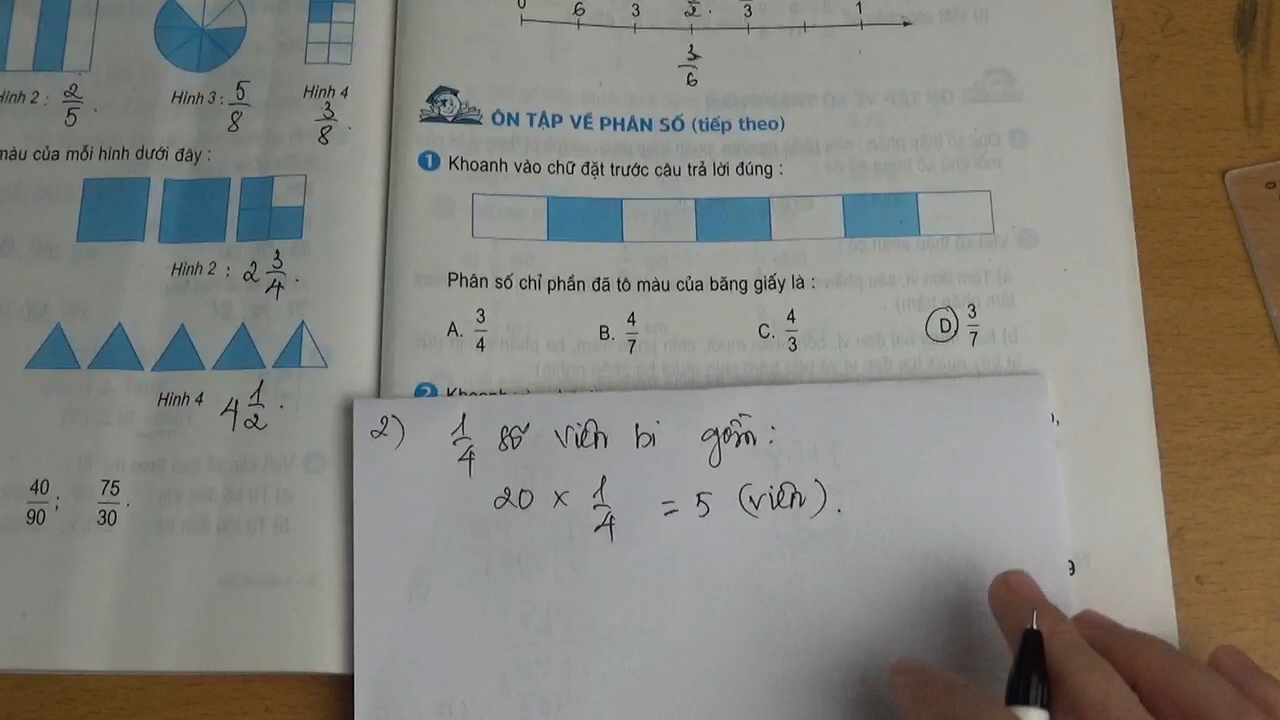 Hình 2 : 2/5 .
Hình 3 : 5/8
Hình 4
3/8 .
màu của mỗi hình dưới đây :
Hình 2 : 2 3/4 .
Hình 4 4 1/2 .
40/90 ; 75/30 .
0 6 3 2 . 3 1
3/6
ÔN TẬP VỀ PHÂN SỐ (tiếp theo)
1 Khoanh vào chữ đặt trước câu trả lời đúng :
Phân số chỉ phần đã tô màu của băng giấy là :
A. 3/4 B. 4/7 C. 4/3 D 3/7
2
2) 1/4 số viên bi gồm:
20 × 1/4 = 5 (viên).